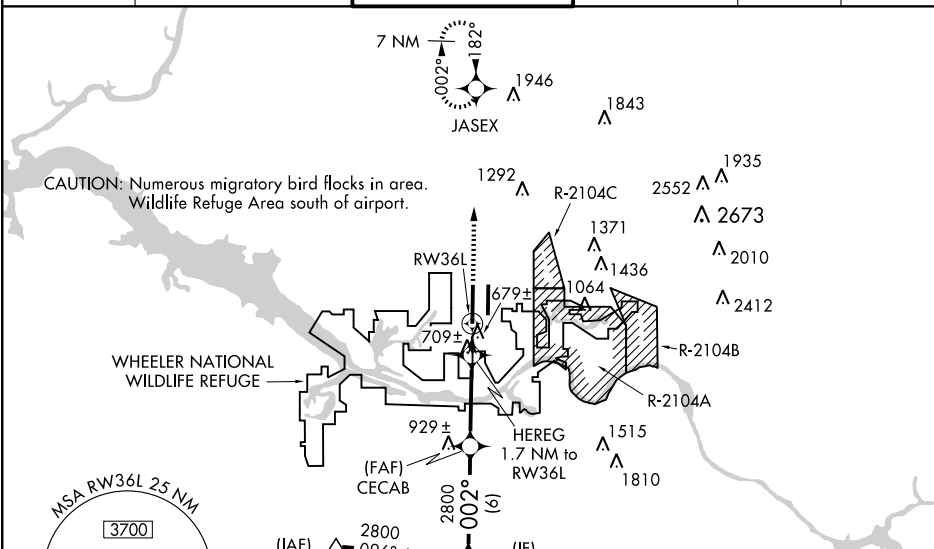 7 NM
002°
182°
JASEX
1946
1843
CAUTION: Numerous migratory bird flocks in area.
Wildlife Refuge Area south of airport.
1292
R-2104C
1935
2552
2673
1371
2010
RW36L
1436
679±
1064
2412
709±
R-2104B
WHEELER NATIONAL
WILDLIFE REFUGE
R-2104A
929±
HEREG
1.7 NM to
RW36L
1515
1810
(FAF)
CECAB
2800
002°
(6)
MSA RW36L 25 NM
3700
2800
(IAF)
(IF)